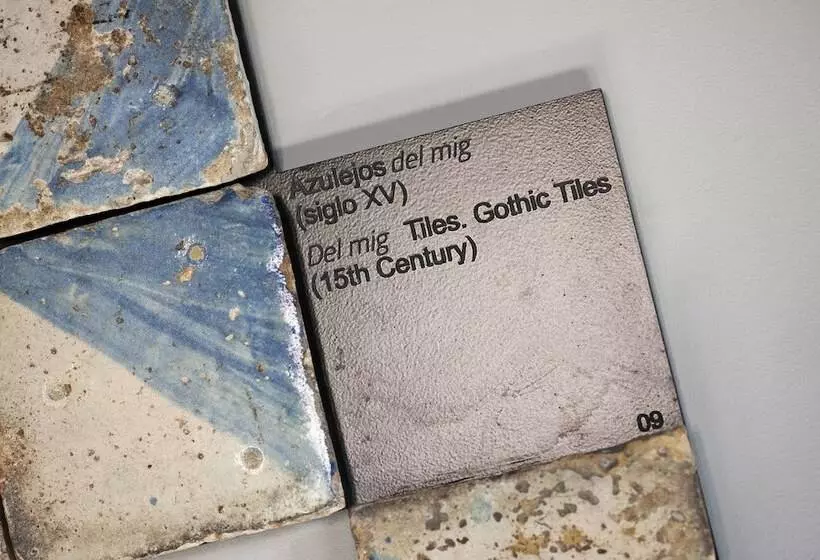 Azulejos del mig
(siglo XV)
Del mig Tiles. Gothic Tiles
(15th Century)
09